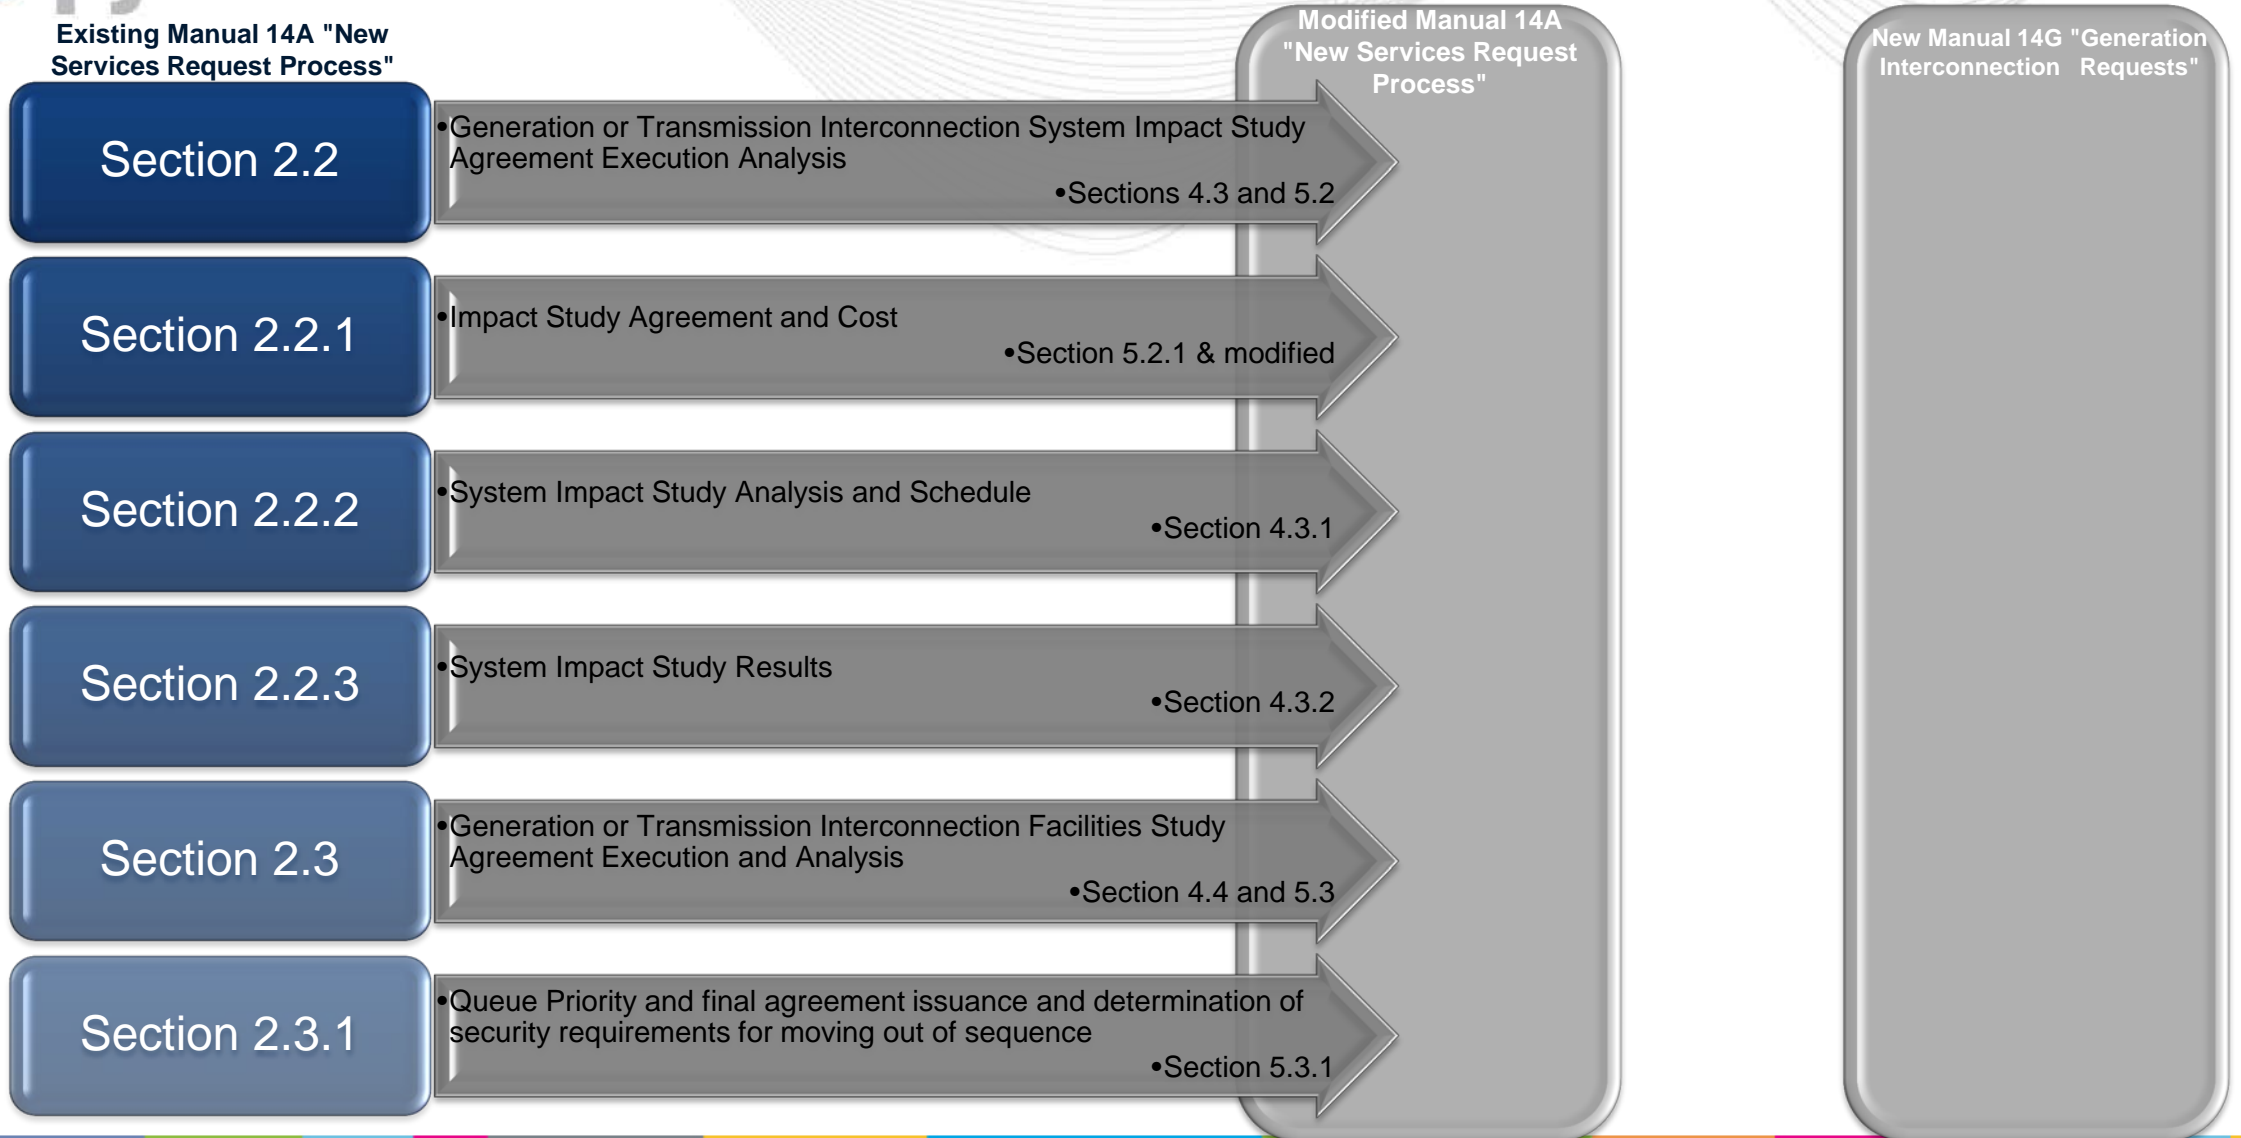 Existing Manual 14A "New
Services Request Process"
Modified Manual 14A
"New Services Request
Process"
New Manual 14G "Generation
Interconnection Requests"
Section 2.2
•Generation or Transmission Interconnection System Impact Study
Agreement Execution Analysis
•Sections 4.3 and 5.2
Section 2.2.1
•Impact Study Agreement and Cost
•Section 5.2.1 & modified
Section 2.2.2
•System Impact Study Analysis and Schedule
•Section 4.3.1
Section 2.2.3
•System Impact Study Results
•Section 4.3.2
Section 2.3
•Generation or Transmission Interconnection Facilities Study
Agreement Execution and Analysis
•Section 4.4 and 5.3
Section 2.3.1
•Queue Priority and final agreement issuance and determination of
security requirements for moving out of sequence
•Section 5.3.1